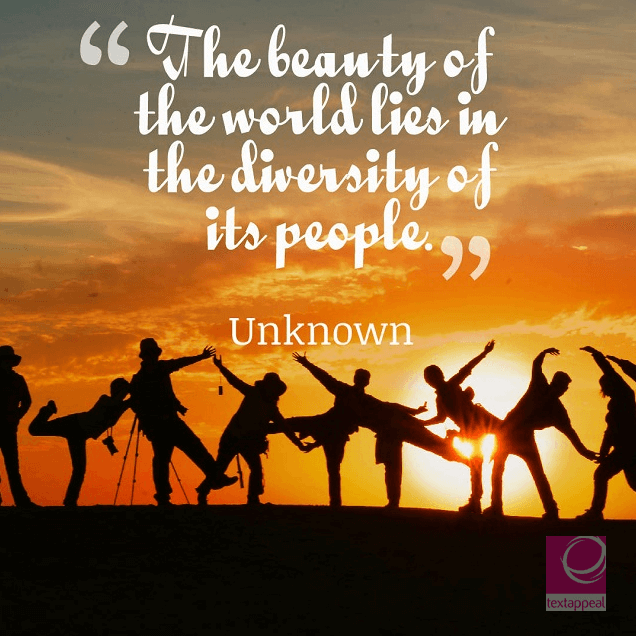 “ The beauty of
the world lies in
the diversity of
its people. ”
Unknown
textappeal